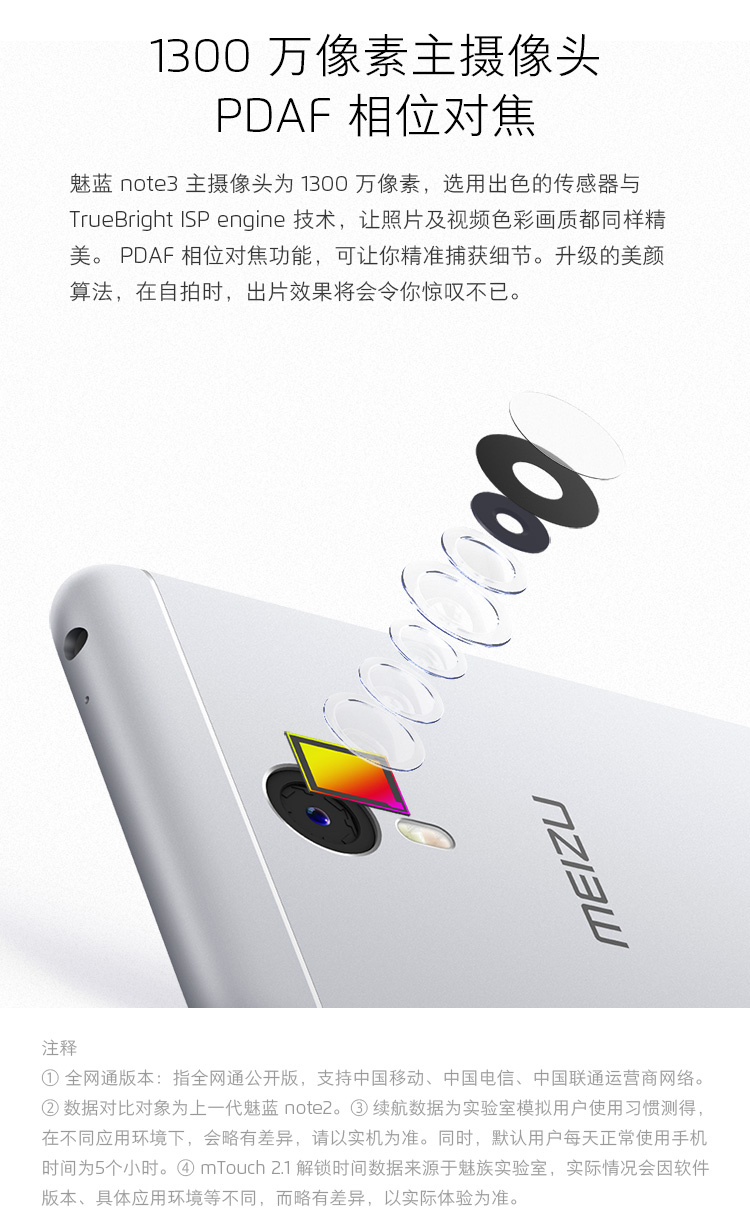 1300 万像素主摄像头
PDAF 相位对焦
魅蓝 note3 主摄像头为 1300 万像素，选用出色的传感器与
TrueBright ISP engine 技术，让照片及视频色彩画质都同样精
美。 PDAF 相位对焦功能，可让你精准捕获细节。升级的美颜
算法，在自拍时，出片效果将会令你惊叹不已。
MEIZU
注释
① 全网通版本：指全网通公开版，支持中国移动、中国电信、中国联通运营商网络。
② 数据对比对象为上一代魅蓝 note2。③ 续航数据为实验室模拟用户使用习惯测得，
在不同应用环境下，会略有差异，请以实机为准。同时，默认用户每天正常使用手机
时间为5个小时。④ mTouch 2.1 解锁时间数据来源于魅族实验室，实际情况会因软件
版本、具体应用环境等不同，而略有差异，以实际体验为准。